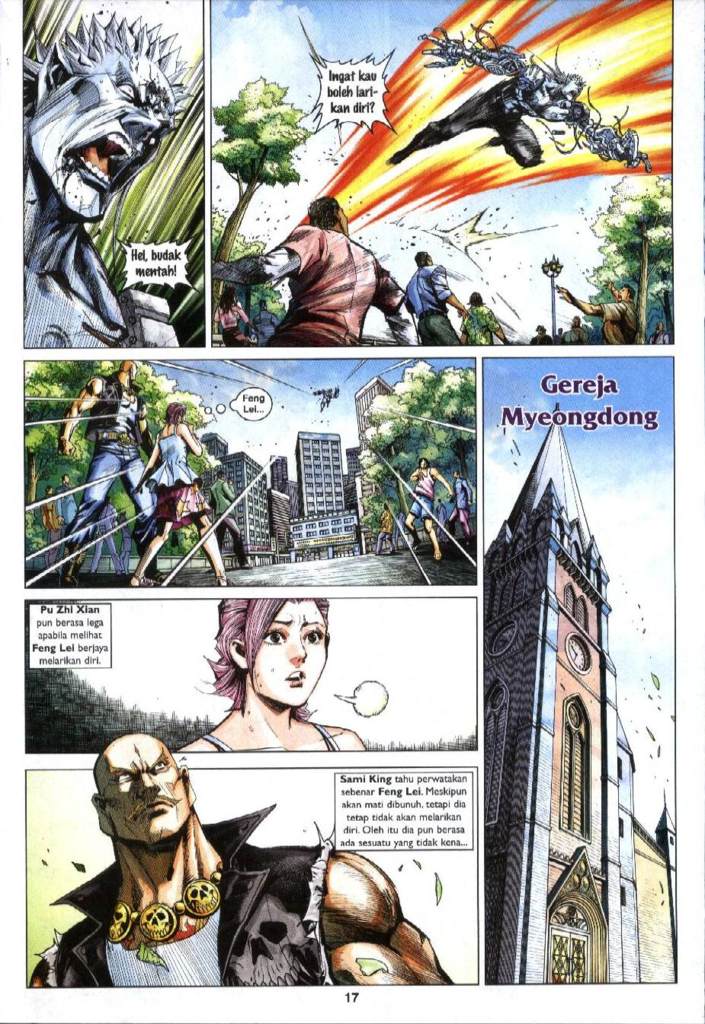 Hei, budak
mentah!
Ingat kau
boleh lari-
kan diri?
Feng
Lei...
Gereja
Myeongdong
Pu Zhi Xian
pun berasa lega
apabila melihat
Feng Lei berjaya
melarikan diri.
Sami King tahu perwatakan
sebenar Feng Lei. Meskipun
akan mati dibunuh, tetapi dia
tetap tidak akan melarikan
diri. Oleh itu dia pun berasa
ada sesuatu yang tidak kena...
17